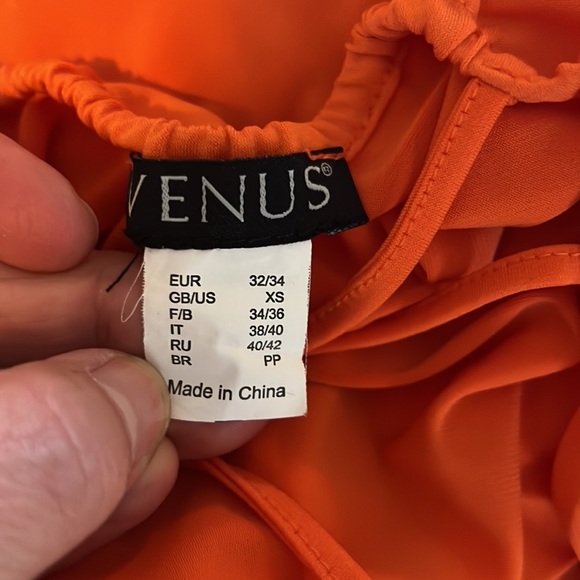 VENUS®
EUR 32/34
GB/US XS
F/B 34/36
IT 38/40
RU 40/42
BR PP
Made in China